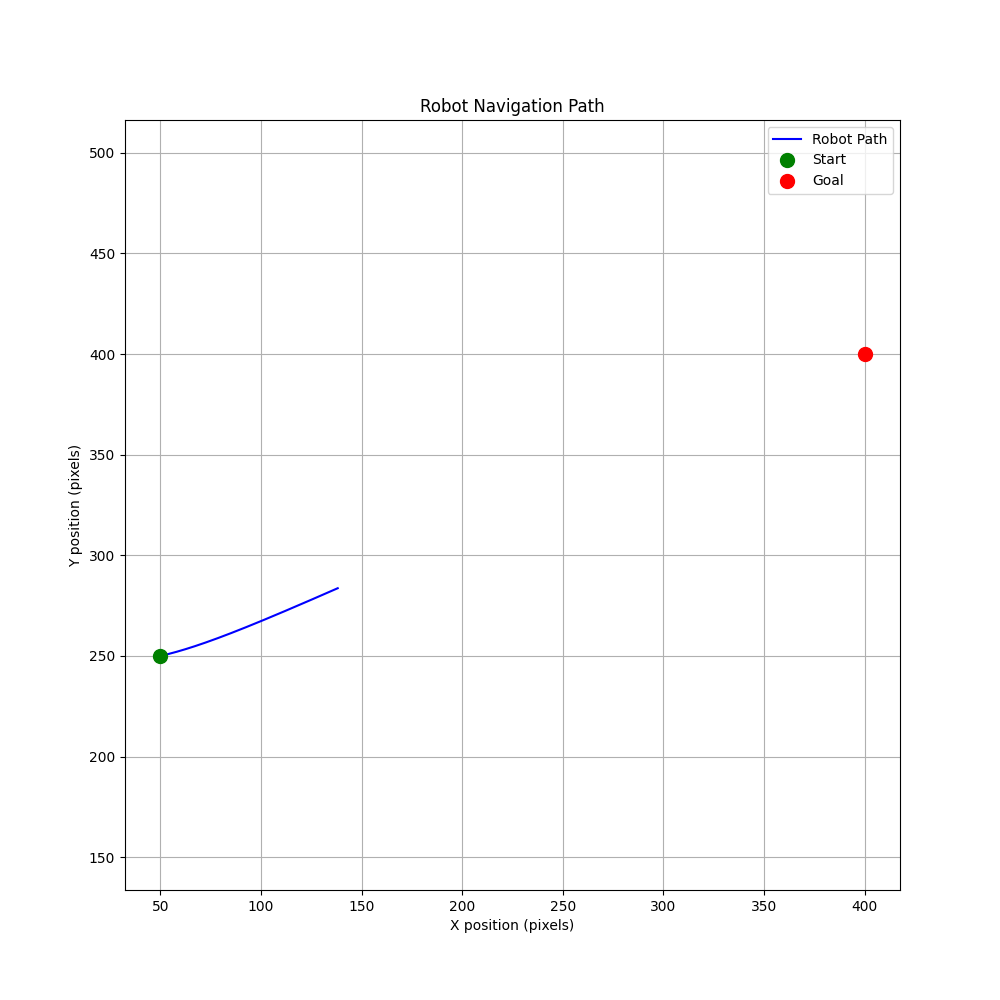 Robot Navigation Path
Robot Path
Start
Goal
500
450
400
350
300
250
200
150
Y position (pixels)
50 100 150 200 250 300 350 400
X position (pixels)